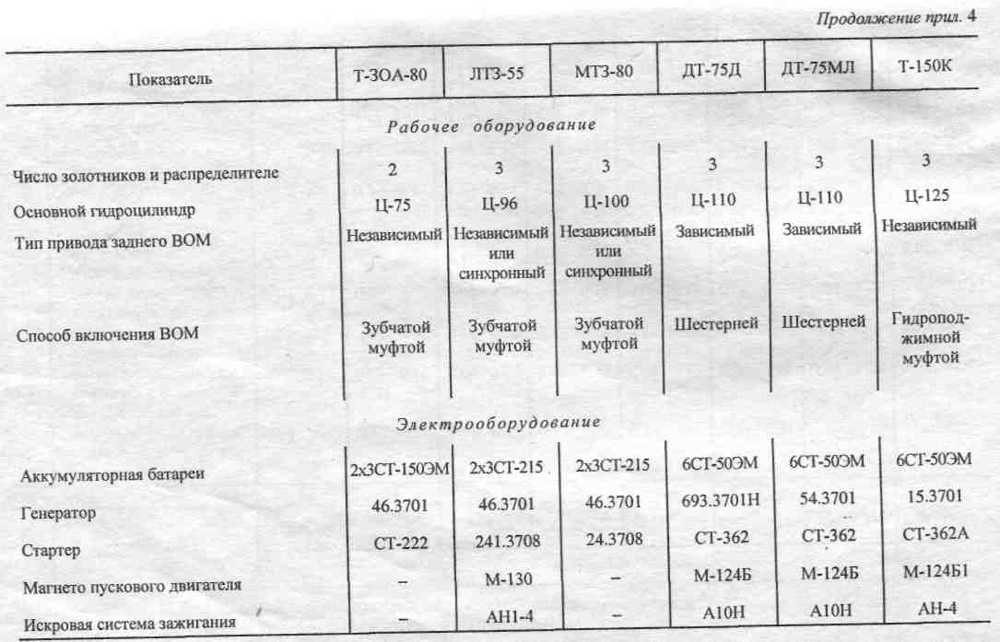 Продолжение прил. 4
Показатель Т-ЗОА-80 ЛТЗ-55 МТЗ-80 ДТ-75Д ДТ-75МЛ Т-150К
Рабочее оборудование
Число золотников и распределителе 2 3 3 3 3 3
Основной гидроцилиндр Ц-75 Ц-96 Ц-100 Ц-110 Ц-110 Ц-125
Тип привода заднего ВОМ Независимый Независимый Независимый Зависимый Зависимый Независимый
или или
синхронный синхронный
Способ включения ВОМ Зубчатой Зубчатой Зубчатой Шестерней Шестерней Гидропод-
муфтой муфтой муфтой жимной
муфтой
Электрооборудование
Аккумуляторная батареи 2х3СТ-150ЭМ 2х3СТ-215 2х3СТ-215 6СТ-50ЭМ 6СТ-50ЭМ 6СТ-50ЭМ
Генератор 46.3701 46.3701 46.3701 693.3701Н 54.3701 15.3701
Стартер СТ-222 241.3708 24.3708 СТ-362 СТ-362 СТ-362А
Магнето пускового двигателя – М-130 – М-124Б М-124Б М-124Б1
Искровая система зажигания – АН1-4 – А10Н А10Н АН-4